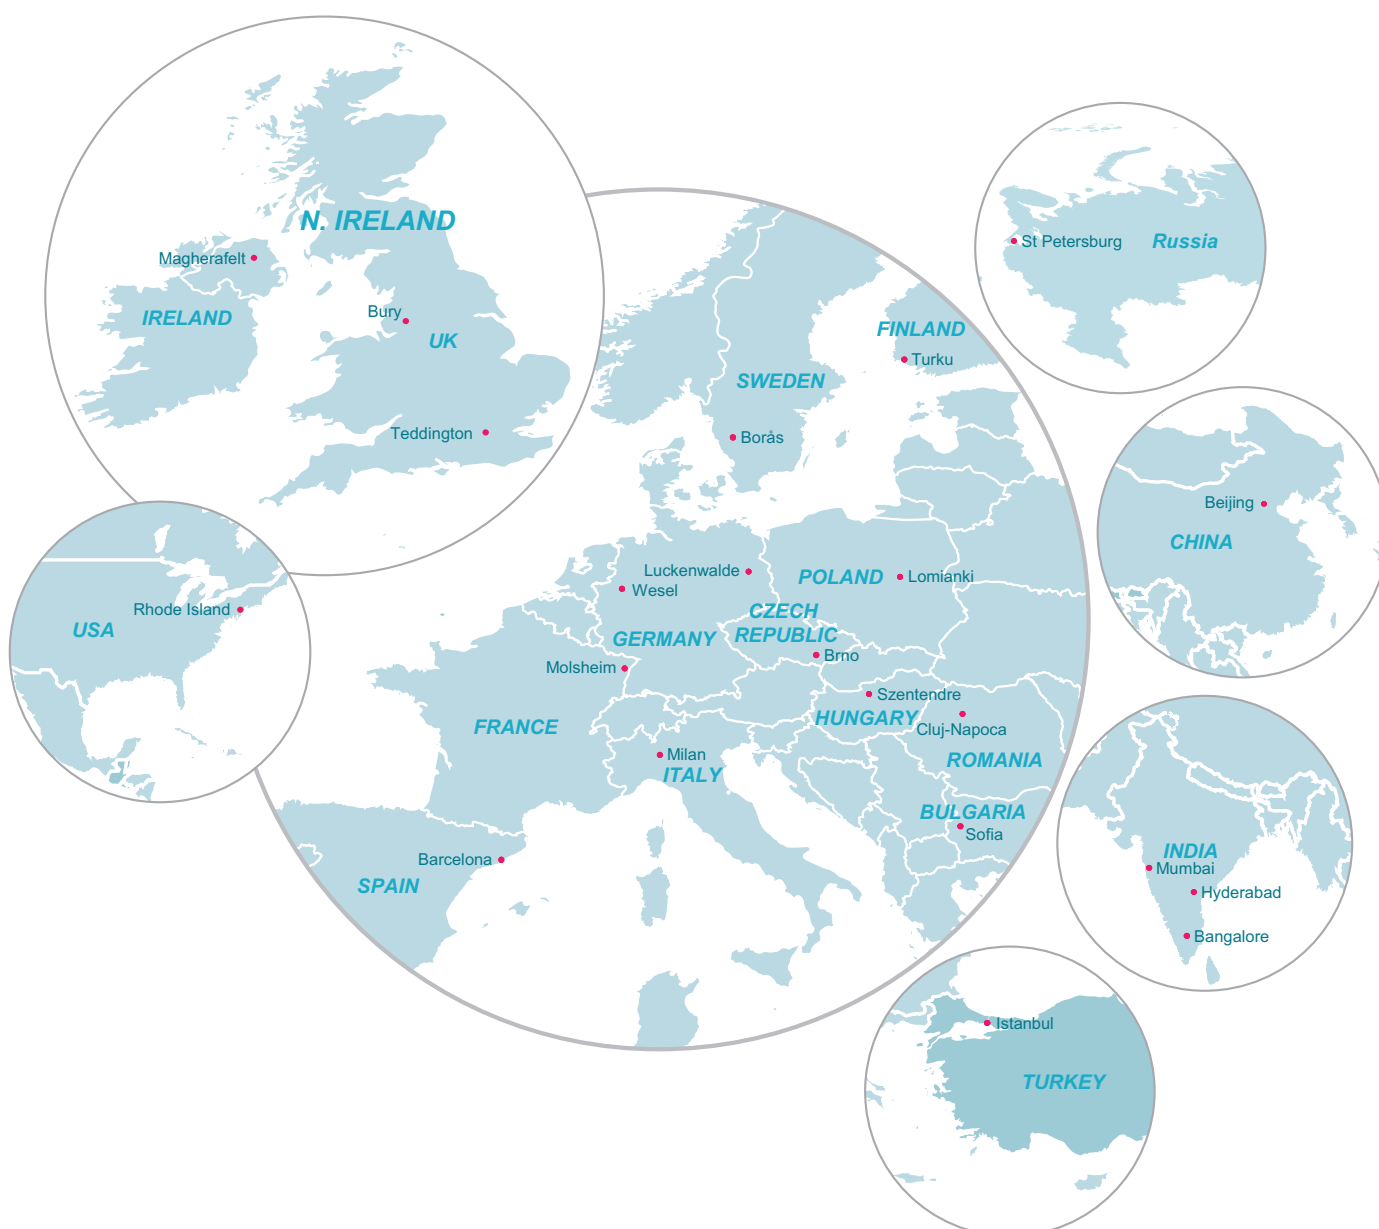 N. IRELAND
Magherafelt
IRELAND
Bury
UK
Teddington
St Petersburg
Russia
FINLAND
Turku
SWEDEN
Borås
Beijing
CHINA
Rhode Island
USA
Luckenwalde
Wesel
POLAND
Lomianki
CZECH
REPUBLIC
GERMANY
Brno
Molsheim
Szentendre
HUNGARY
Cluj-Napoca
FRANCE
ROMANIA
Milan
ITALY
BULGARIA
Sofia
Barcelona
SPAIN
INDIA
Mumbai
Hyderabad
Bangalore
Istanbul
TURKEY